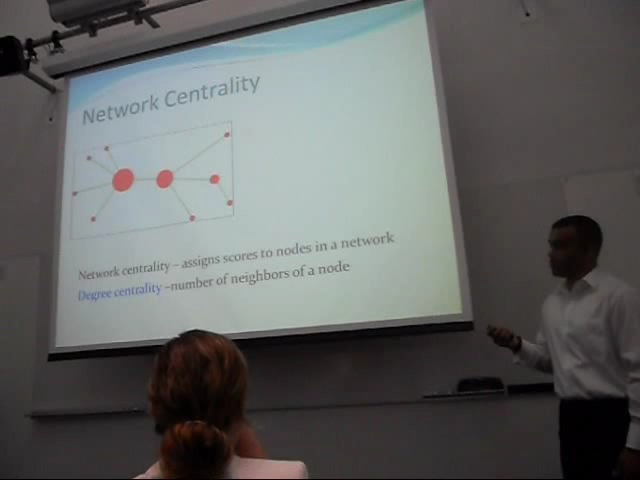 Network Centrality
Network centrality – assigns scores to nodes in a network
Degree centrality –number of neighbors of a node